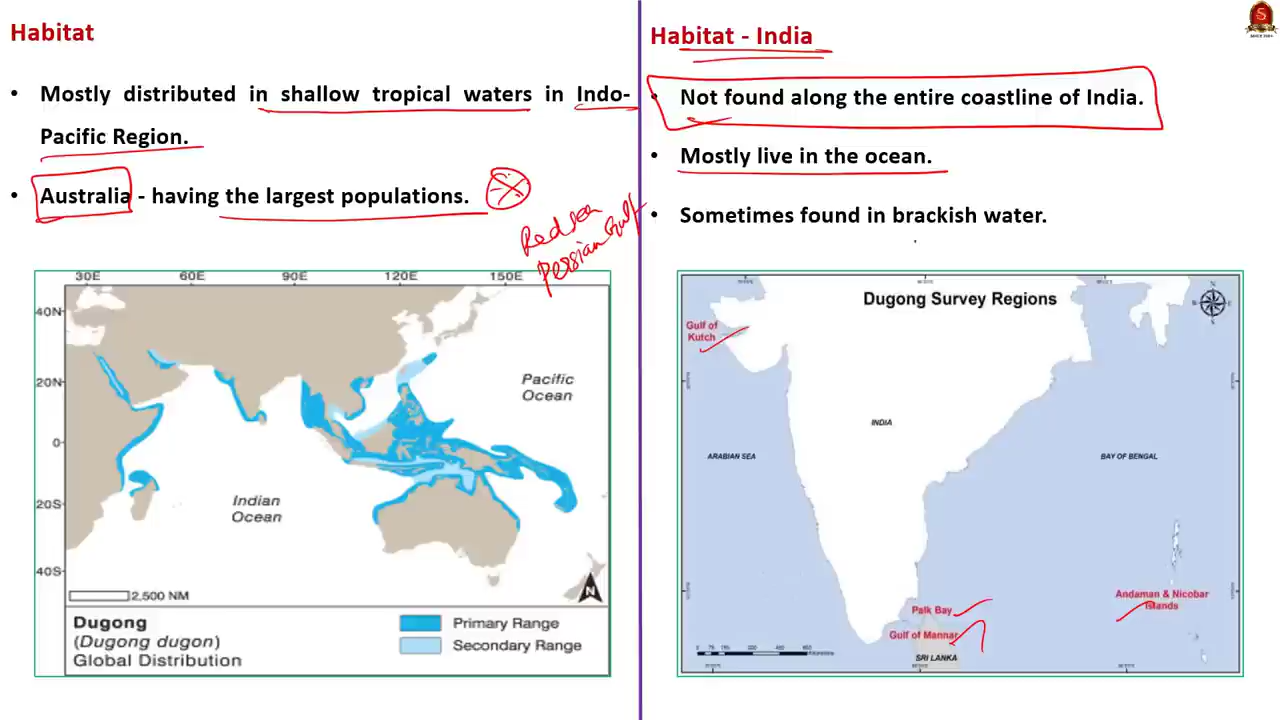 Habitat
• Mostly distributed in shallow tropical waters in Indo-
Pacific Region.
• Australia - having the largest populations.
Red sea
Persian Gulf
30E 60E 90E 120E 150E
40N
20N
0
20S
40S
Pacific
Ocean
Indian
Ocean
2,500 NM
N
Dugong
(Dugong dugon)
Global Distribution
Primary Range
Secondary Range
Habitat - India
• Not found along the entire coastline of India.
• Mostly live in the ocean.
• Sometimes found in brackish water.
Dugong Survey Regions
N
E
S
Gulf of
Kutch
INDIA
ARABIAN SEA
BAY OF BENGAL
Andaman & Nicobar
Islands
Palk Bay
Gulf of Mannar
SRI LANKA